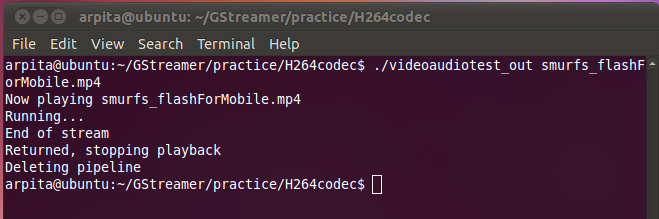 arpita@ubuntu: ~/GStreamer/practice/H264codec
File Edit View Search Terminal Help
arpita@ubuntu:~/GStreamer/practice/H264codec$ ./videoaudiotest_out smurfs_flashF
orMobile.mp4
Now playing smurfs_flashForMobile.mp4
Running...
End of stream
Returned, stopping playback
Deleting pipeline
arpita@ubuntu:~/GStreamer/practice/H264codec$